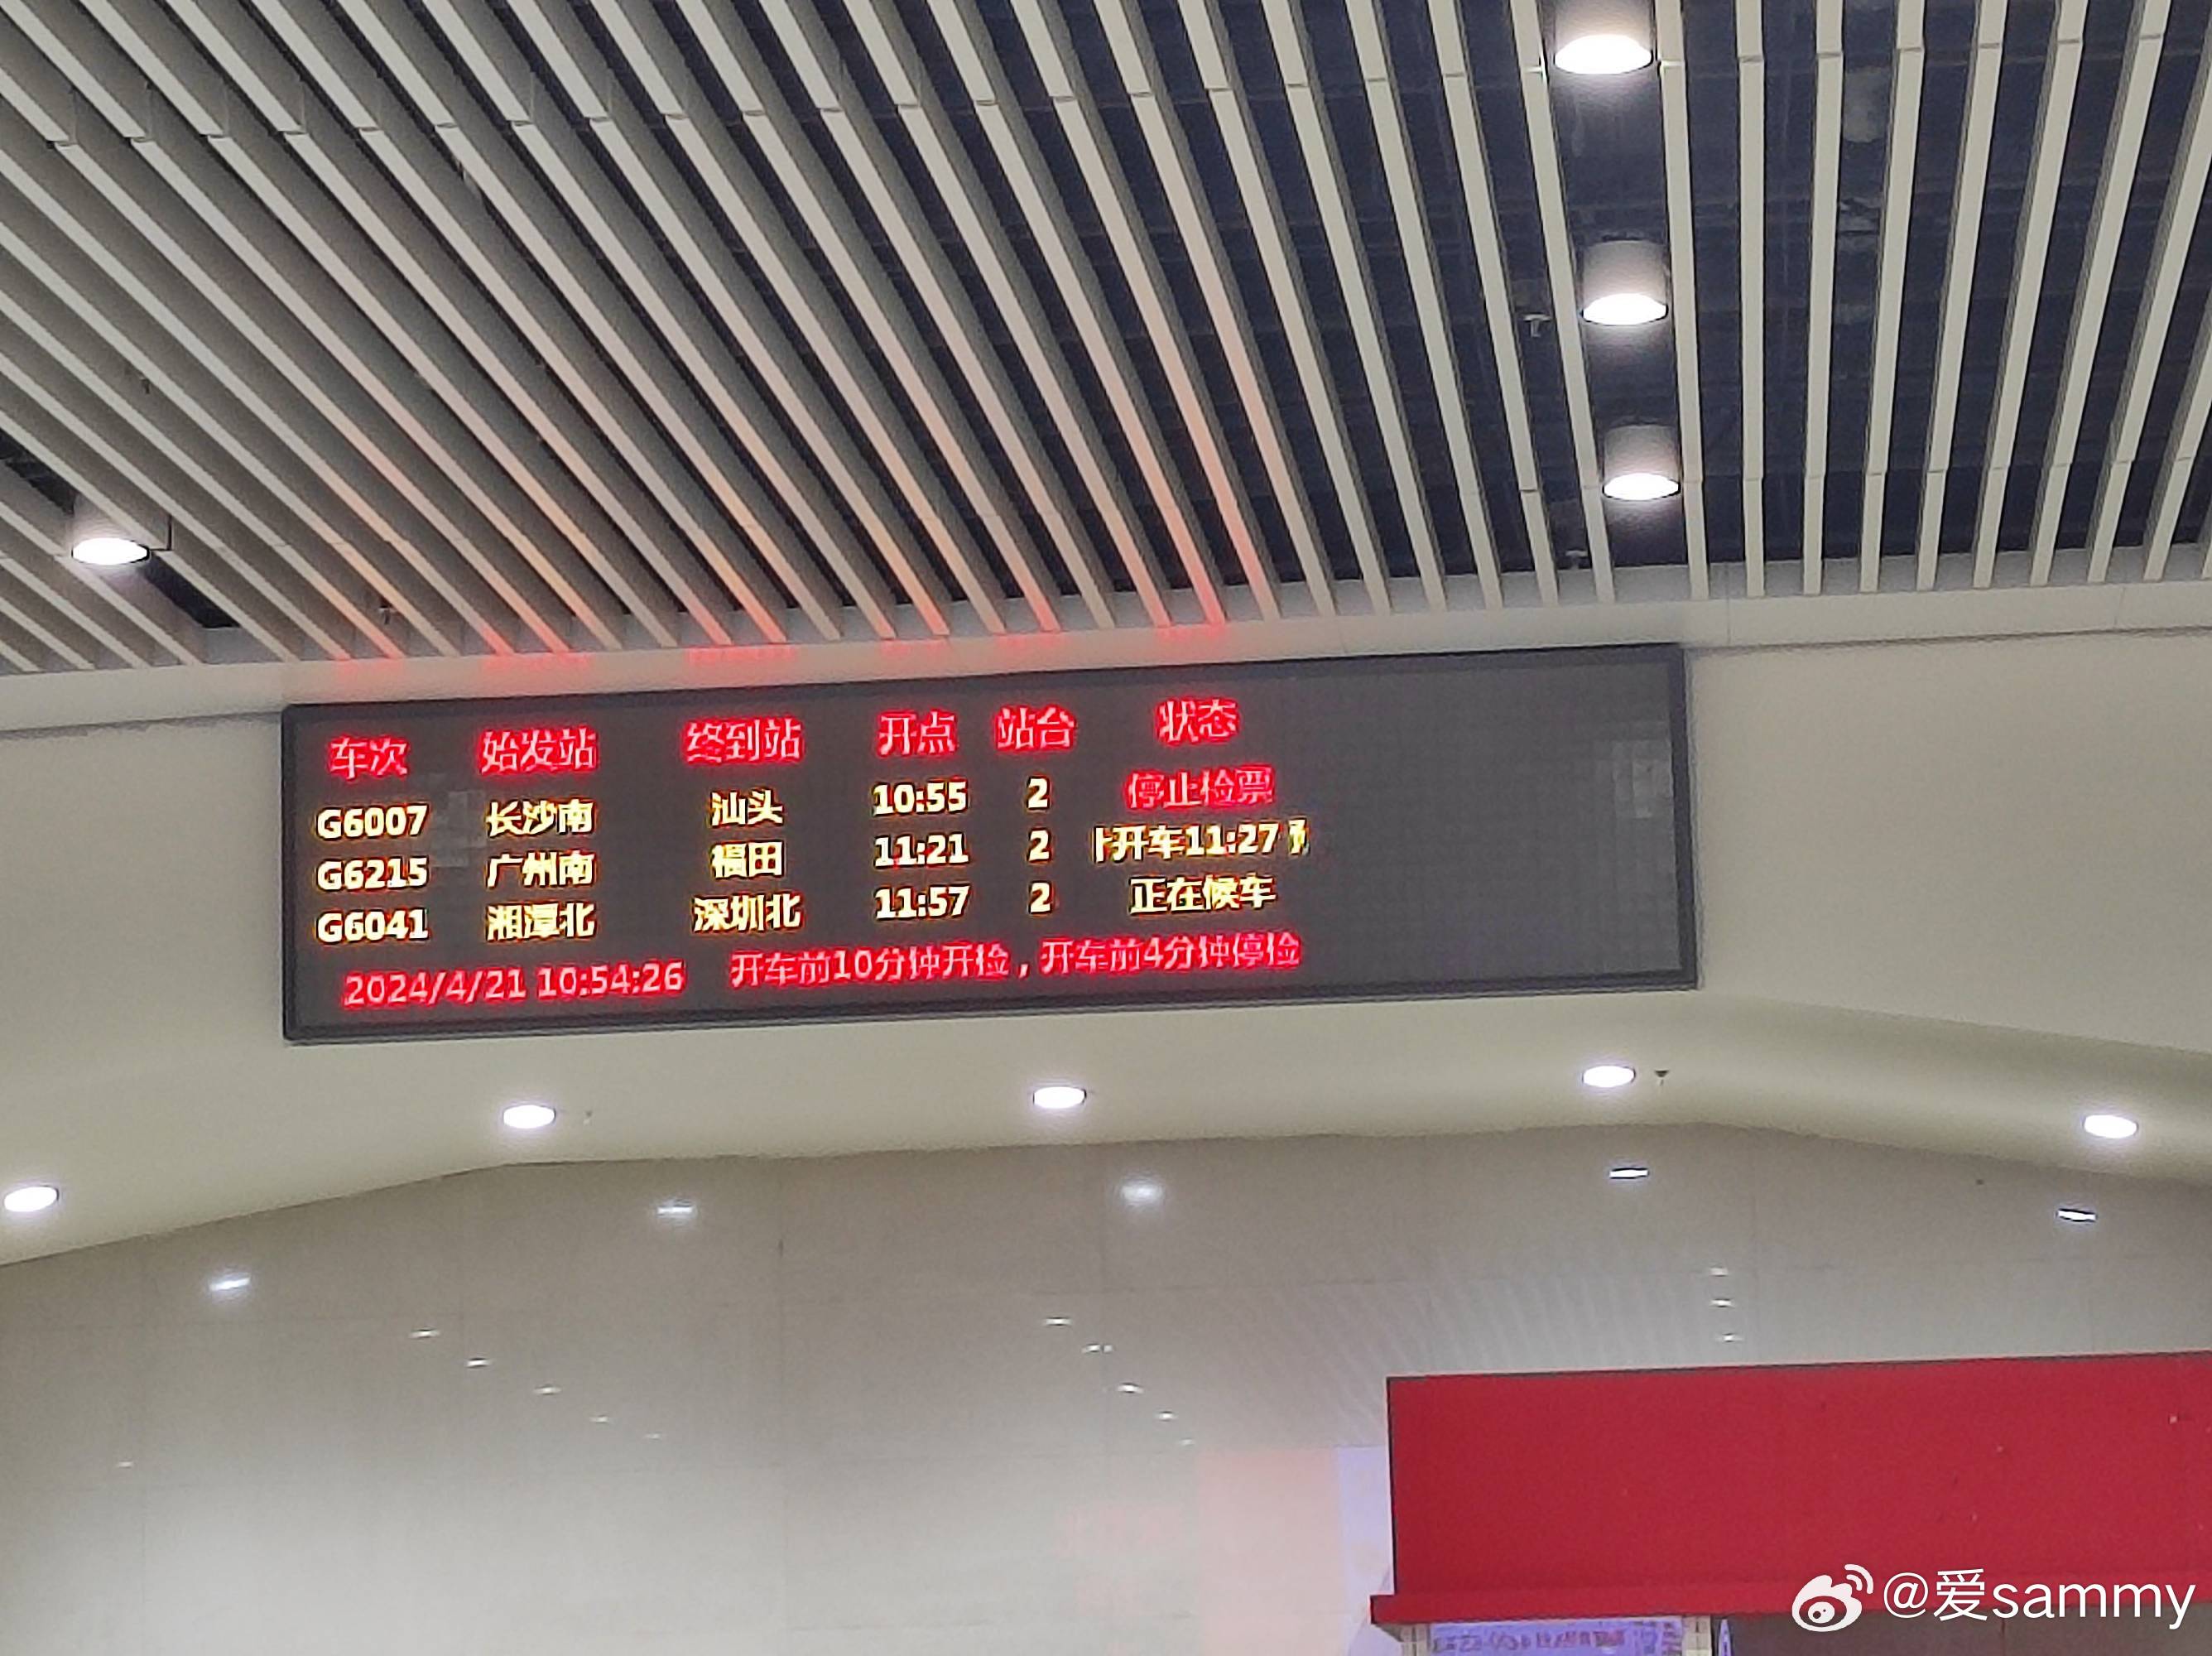 车次 始发站 终到站 开点 站台 状态
G6007 长沙南 汕头 10:55 2 停止检票
G6215 广州南 福田 11:21 2 开车11:27
G6041 湘潭北 深圳北 11:57 2 正在候车
2024/4/21 10:54:26 开车前10分钟开检，开车前4分钟停检
@爱sammy